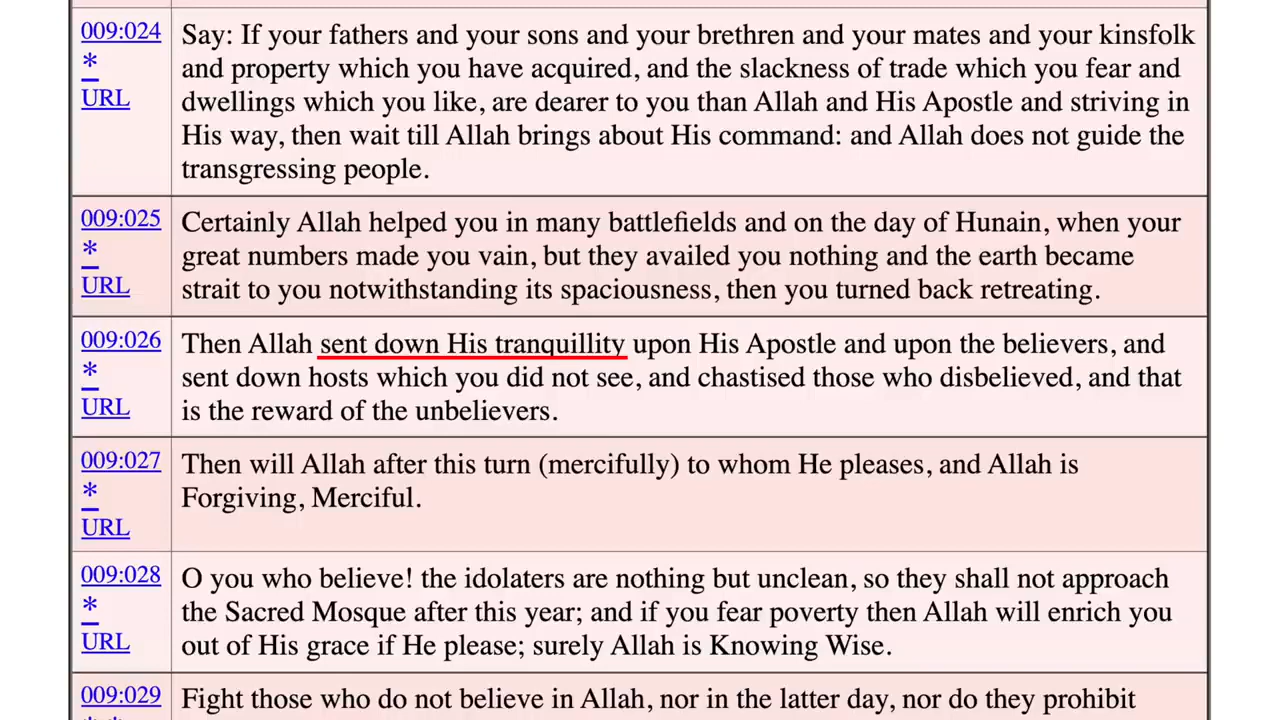 009:024
*
URL
Say: If your fathers and your sons and your brethren and your mates and your kinsfolk
and property which you have acquired, and the slackness of trade which you fear and
dwellings which you like, are dearer to you than Allah and His Apostle and striving in
His way, then wait till Allah brings about His command: and Allah does not guide the
transgressing people.
009:025
*
URL
Certainly Allah helped you in many battlefields and on the day of Hunain, when your
great numbers made you vain, but they availed you nothing and the earth became
strait to you notwithstanding its spaciousness, then you turned back retreating.
009:026
*
URL
Then Allah sent down His tranquillity upon His Apostle and upon the believers, and
sent down hosts which you did not see, and chastised those who disbelieved, and that
is the reward of the unbelievers.
009:027
*
URL
Then will Allah after this turn (mercifully) to whom He pleases, and Allah is
Forgiving, Merciful.
009:028
*
URL
O you who believe! the idolaters are nothing but unclean, so they shall not approach
the Sacred Mosque after this year; and if you fear poverty then Allah will enrich you
out of His grace if He please; surely Allah is Knowing Wise.
009:029
* *
Fight those who do not believe in Allah, nor in the latter day, nor do they prohibit